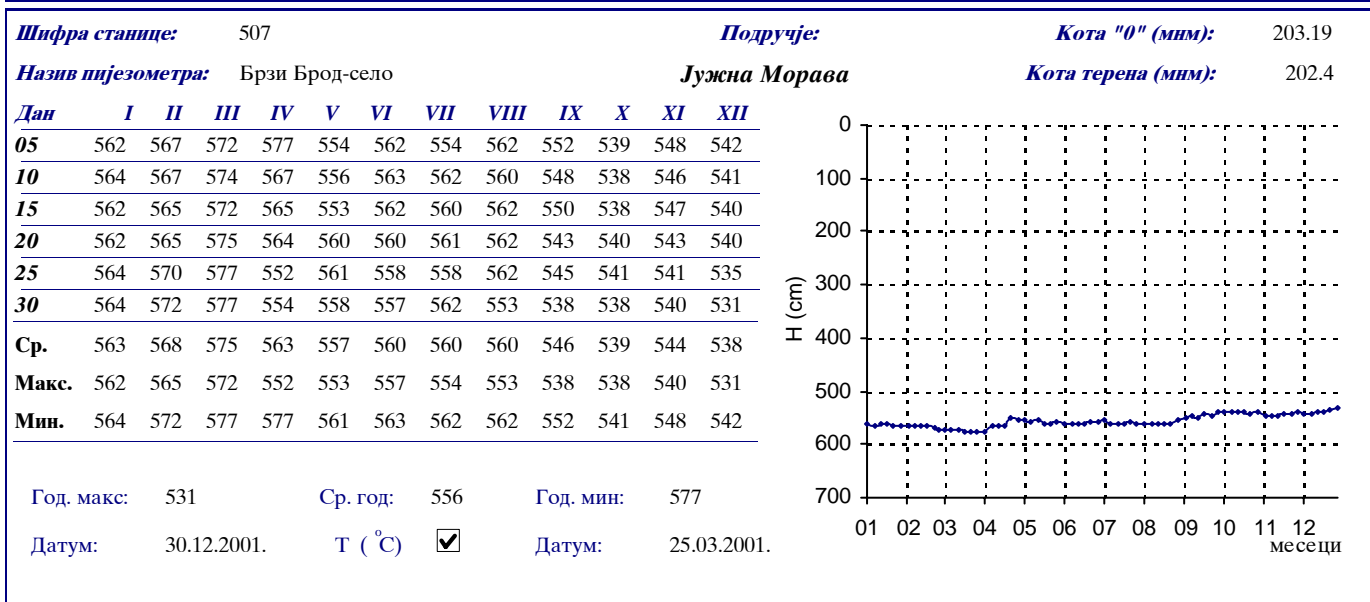 Шифра станице: 507 Подручје: Кота "0" (мнм): 203.19
Назив пијезометра: Брзи Брод-село Јужна Морава Кота терена (мнм): 202.4
Дан I II III IV V VI VII VIII IX X XI XII
05 562 567 572 577 554 562 554 562 552 539 548 542
10 564 567 574 567 556 563 562 560 548 538 546 541
15 562 565 572 565 553 562 560 562 550 538 547 540
20 562 565 575 564 560 560 561 562 543 540 543 540
25 564 570 577 552 561 558 558 562 545 541 541 535
30 564 572 577 554 558 557 562 553 538 538 540 531
Ср. 563 568 575 563 557 560 560 560 546 539 544 538
Макс. 562 565 572 552 553 557 554 553 538 538 540 531
Мин. 564 572 577 577 561 563 562 562 552 541 548 542
Год. макс: 531 Ср. год: 556 Год. мин: 577
Датум: 30.12.2001. Т ( °C) Датум: 25.03.2001.
H (cm)
0
100
200
300
400
500
600
700
01 02 03 04 05 06 07 08 09 10 11 12
месеци